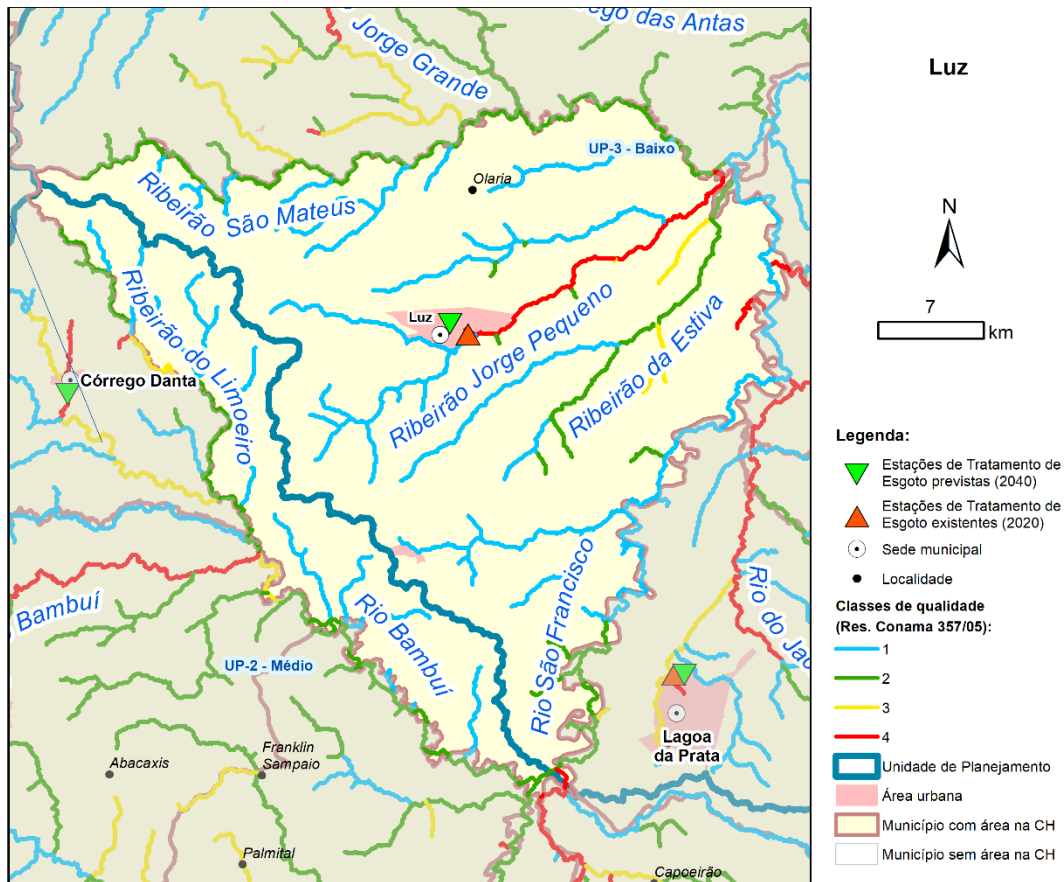 ego das Antas
Jorge Grande
UP-3 - Baixo
Olaria
Ribeirão São Mateus
Ribeirão do Limoeiro
Luz
Ribeirão Jorge Pequeno
Ribeirão da Estiva
Córrego Danta
Bambuí
Rio Bambuí
Rio São Francisco
Rio do Jac
UP-2 - Médio
Lagoa
da Prata
Abacaxis
Franklin
Sampaio
Palmital
Capoeirão
Luz
N
7
km
Legenda:
Estações de Tratamento de
Esgoto previstas (2040)
Estações de Tratamento de
Esgoto existentes (2020)
Sede municipal
Localidade
Classes de qualidade
(Res. Conama 357/05):
1
2
3
4
Unidade de Planejamento
Área urbana
Município com área na CH
Município sem área na CH